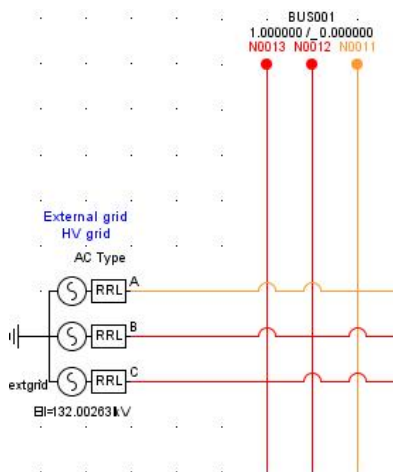 BUS001
1.000000 /_ 0.000000
N0013 N0012 N0011
External grid
HV grid
AC Type
RRL A
RRL B
RRL C
extgrid
El=132.00263kV